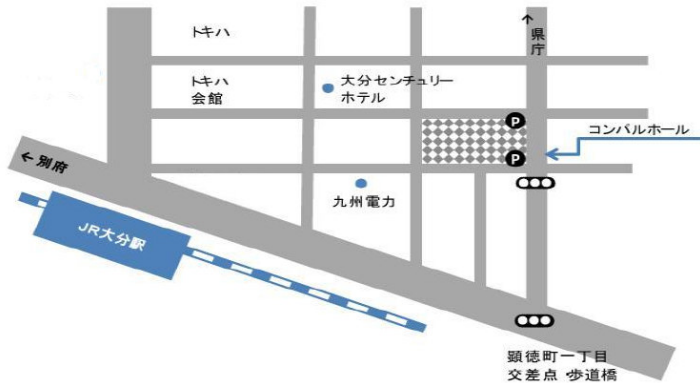 ↑
県庁
トキハ
トキハ
会館
大分センチュリー
ホテル
P
コンパルホール
P
←別府
九州電力
JR大分駅
顕徳町一丁目
交差点・歩道橋